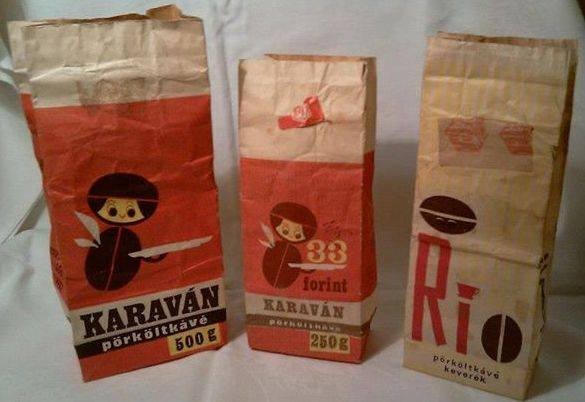 KARAVÁN
pörköltkávé
500 g
33
forint
KARAVÁN
pörköltkávé
250 g
Rio
pörköltkávé
keverék